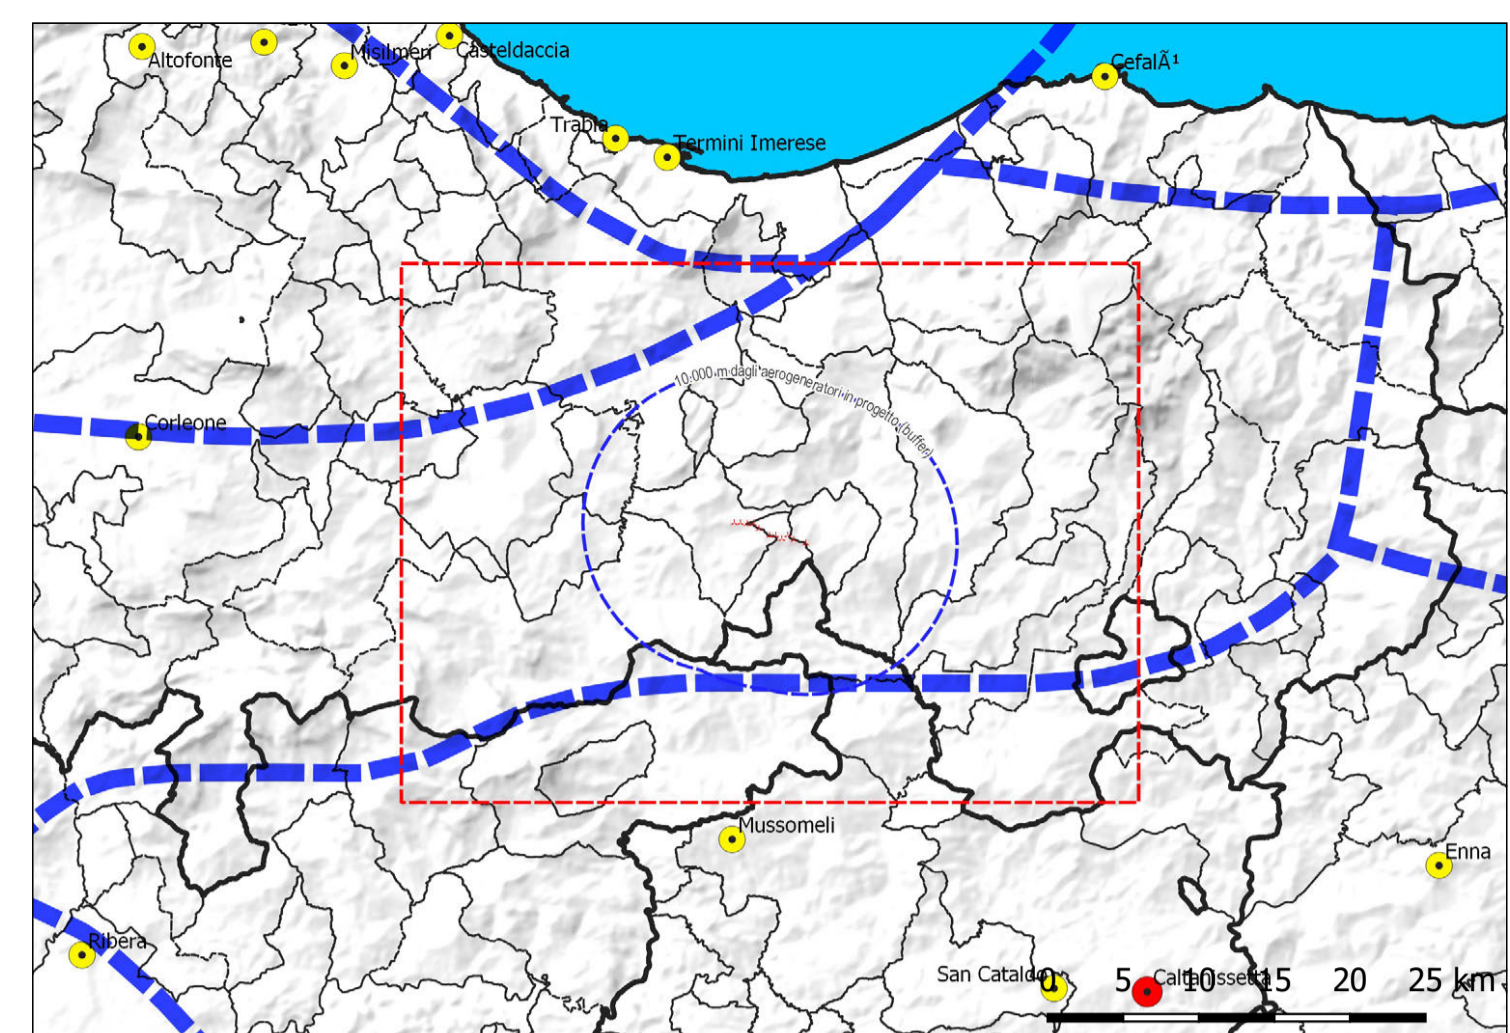 Altofonte
Misilmeri
Casteldaccia
CefalÃ¹
Trabia
Termini Imerese
10·000 m dagli aerogeneratori in progetto (buffer)
Corleone
Mussomeli
Enna
Ribera
San Cataldo
Caltanissetta
0 5 10 15 20 25 km